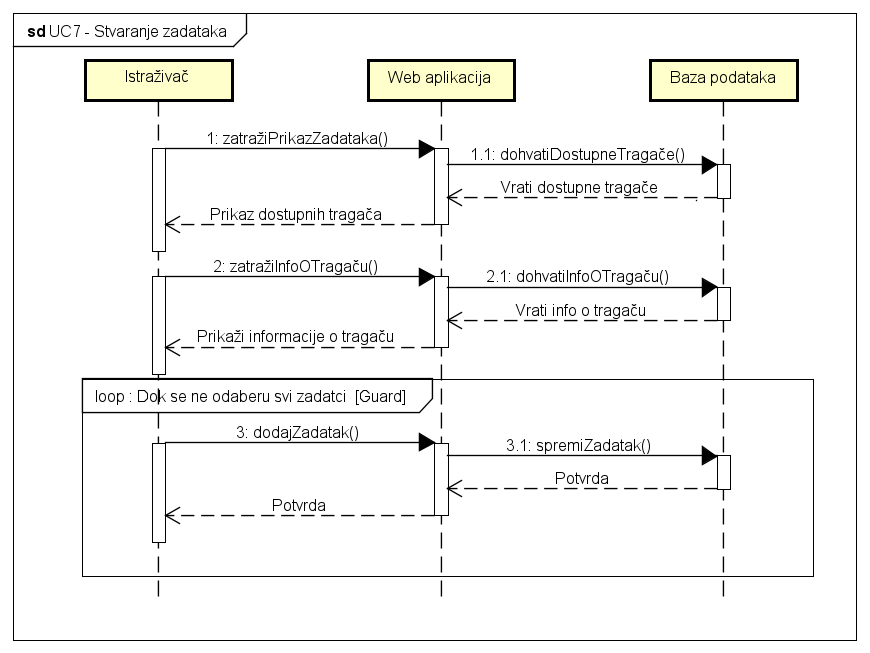 sd UC7 - Stvaranje zadataka
Istraživač
Web aplikacija
Baza podataka
1: zatražiPrikazZadataka()
1.1: dohvatiDostupneTragače()
Vrati dostupne tragače
Prikaz dostupnih tragača
2: zatražiInfoOTragaču()
2.1: dohvatiInfoOTragaču()
Vrati info o tragaču
Prikaži informacije o tragaču
loop : Dok se ne odaberu svi zadatci [Guard]
3: dodajZadatak()
3.1: spremiZadatak()
Potvrda
Potvrda